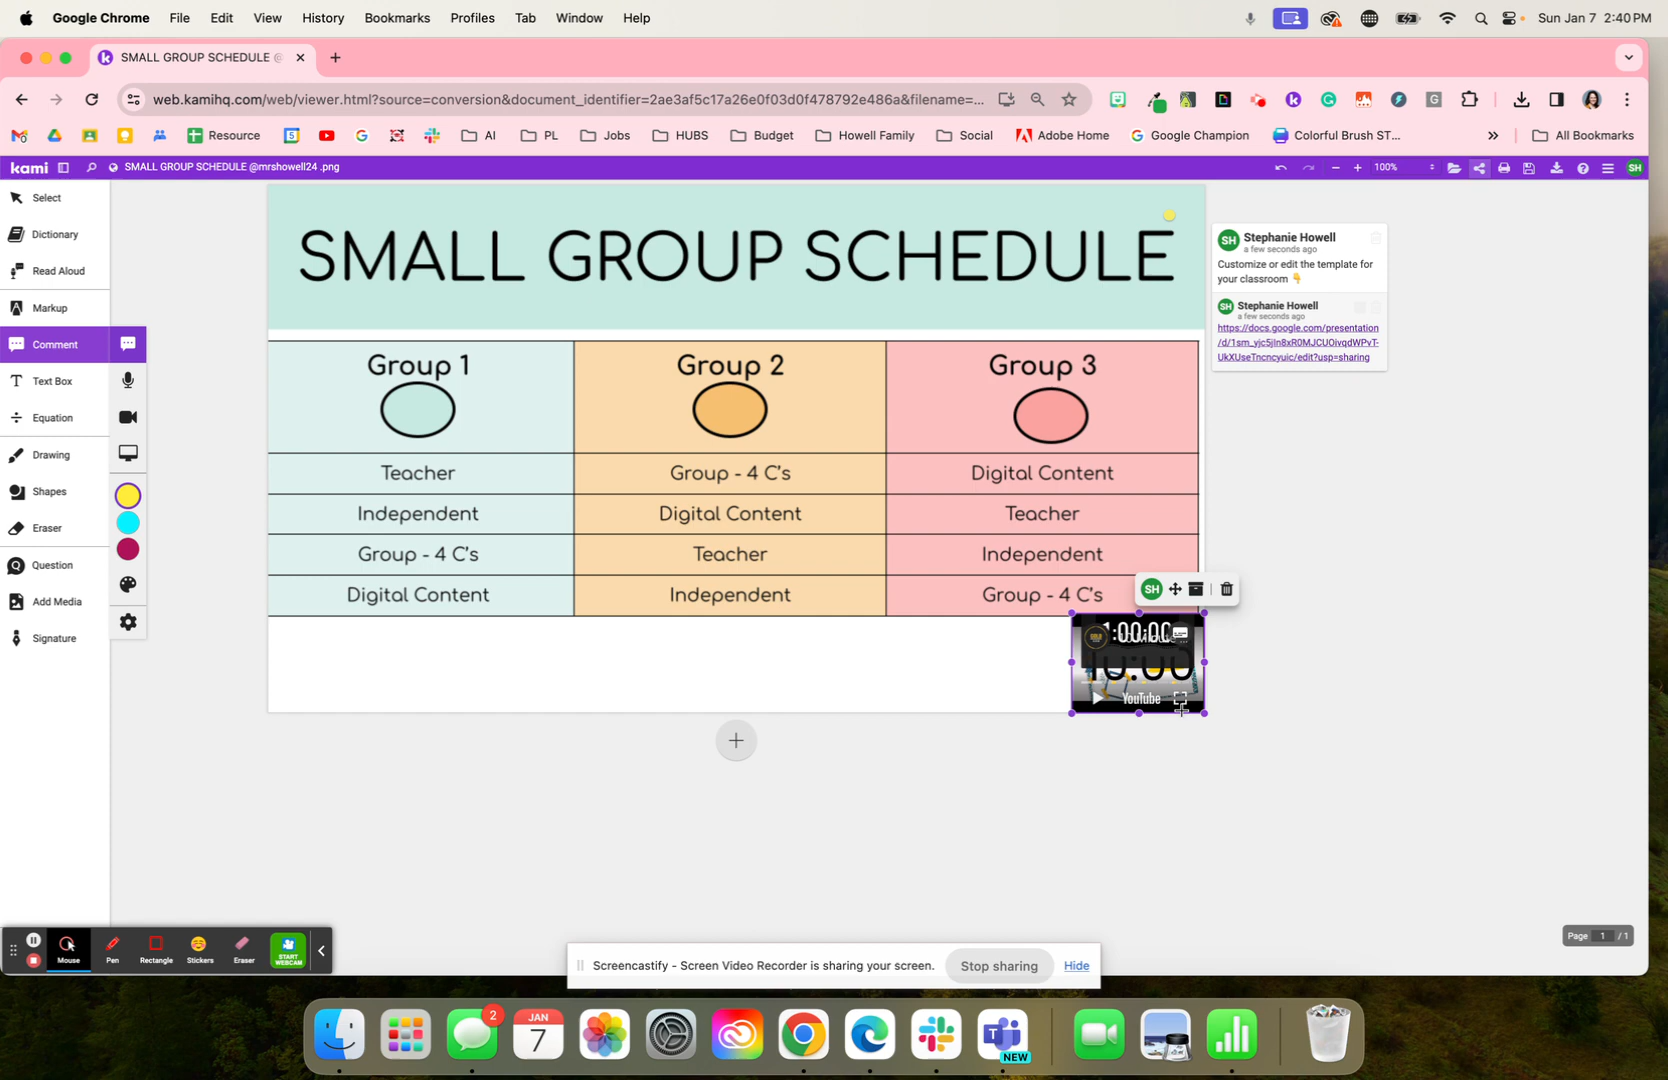 Google Chrome File Edit View History Bookmarks Profiles Tab Window Help Sun Jan 7 2:40 PM
SMALL GROUP SCHEDULE @
web.kamihq.com/web/viewer.html?source=conversion&document_identifier=2ae3af5c17a26e0f03d0f478792e486a&filename=...
Resource AI PL Jobs HUBS Budget Howell Family Social Adobe Home Google Champion Colorful Brush ST... » All Bookmarks
kami SMALL GROUP SCHEDULE @mrshowell24 .png 100% SH
Select
Dictionary
Read Aloud
Markup
Comment
Text Box
Equation
Drawing
Shapes
Eraser
Question
Add Media
Signature
SMALL GROUP SCHEDULE
Group 1 Group 2 Group 3
Teacher Group - 4 C's Digital Content
Independent Digital Content Teacher
Group - 4 C's Teacher Independent
Digital Content Independent Group - 4 C's
SH
1:00:00
10:00
YouTube
SH Stephanie Howell
a few seconds ago
Customize or edit the template for
your classroom 👇
SH Stephanie Howell
a few seconds ago
https://docs.google.com/presentation
/d/1sm_yjc5jIn8xR0MJCUOivqdWPvT-
UkXUseTncncyuic/edit?usp=sharing
Page 1 / 1
Mouse Pen Rectangle Stickers Eraser START
WEBCAM
Screencastify - Screen Video Recorder is sharing your screen. Stop sharing Hide
2
JAN
7
NEW